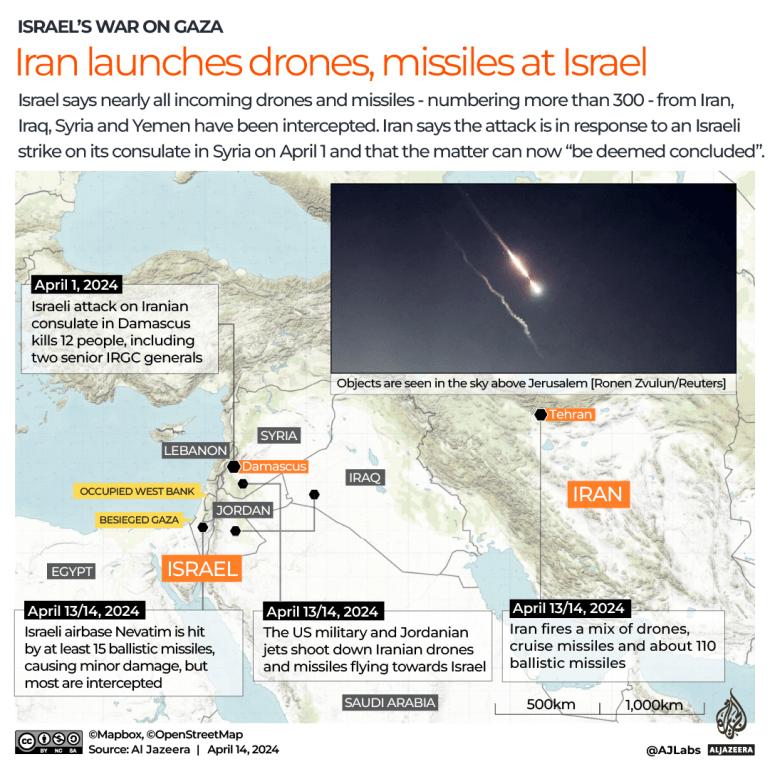 ISRAEL'S WAR ON GAZA
Iran launches drones, missiles at Israel
Israel says nearly all incoming drones and missiles - numbering more than 300 - from Iran,
Iraq, Syria and Yemen have been intercepted. Iran says the attack is in response to an Israeli
strike on its consulate in Syria on April 1 and that the matter can now “be deemed concluded”.
April 1, 2024
Israeli attack on Iranian
consulate in Damascus
kills 12 people, including
two senior IRGC generals
Objects are seen in the sky above Jerusalem [Ronen Zvulun/Reuters]
Tehran
SYRIA
LEBANON
Damascus
IRAQ
OCCUPIED WEST BANK
IRAN
JORDAN
BESIEGED GAZA
EGYPT
ISRAEL
April 13/14, 2024
Israeli airbase Nevatim is hit
by at least 15 ballistic missiles,
causing minor damage, but
most are intercepted
April 13/14, 2024
The US military and Jordanian
jets shoot down Iranian drones
and missiles flying towards Israel
April 13/14, 2024
Iran fires a mix of drones,
cruise missiles and about 110
ballistic missiles
SAUDI ARABIA
500km
1,000km
cc BY NC SA
©Mapbox, ©OpenStreetMap
Source: Al Jazeera | April 14, 2024
@AJLabs
ALJAZEERA